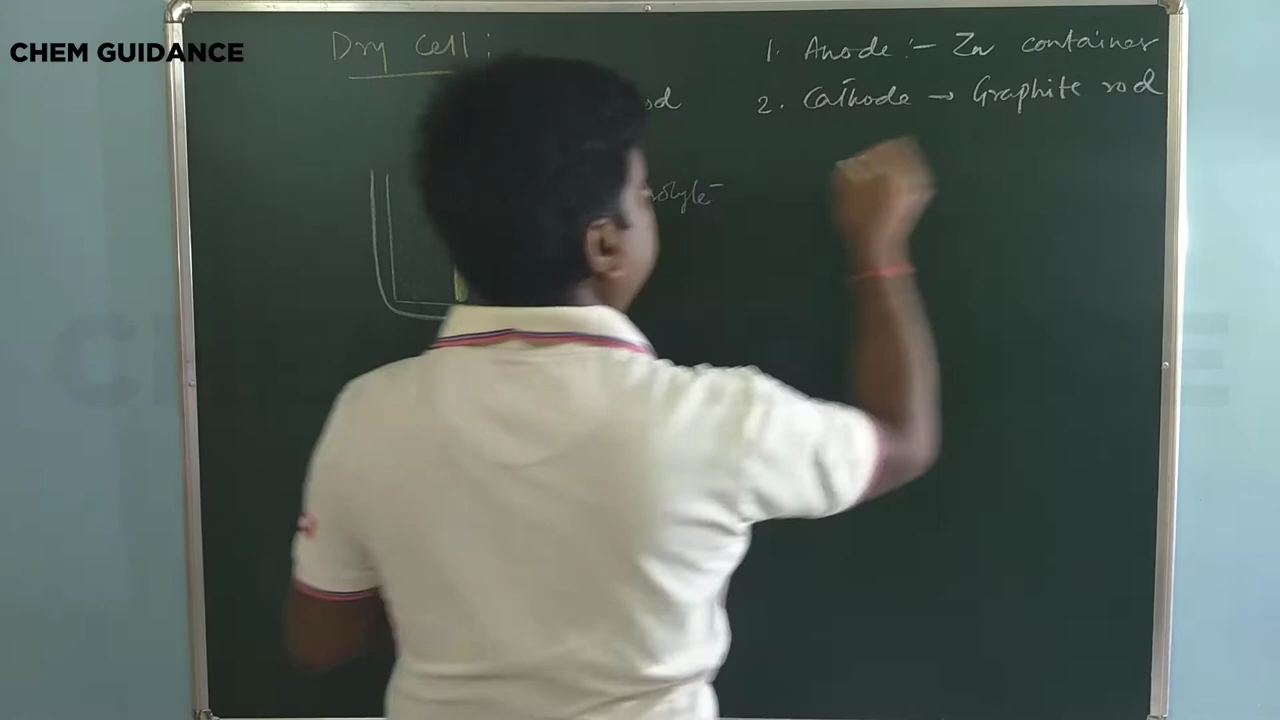 CHEM GUIDANCE
Dry Cell :
1. Anode :- Zn container
2. Cathode → Graphite rod